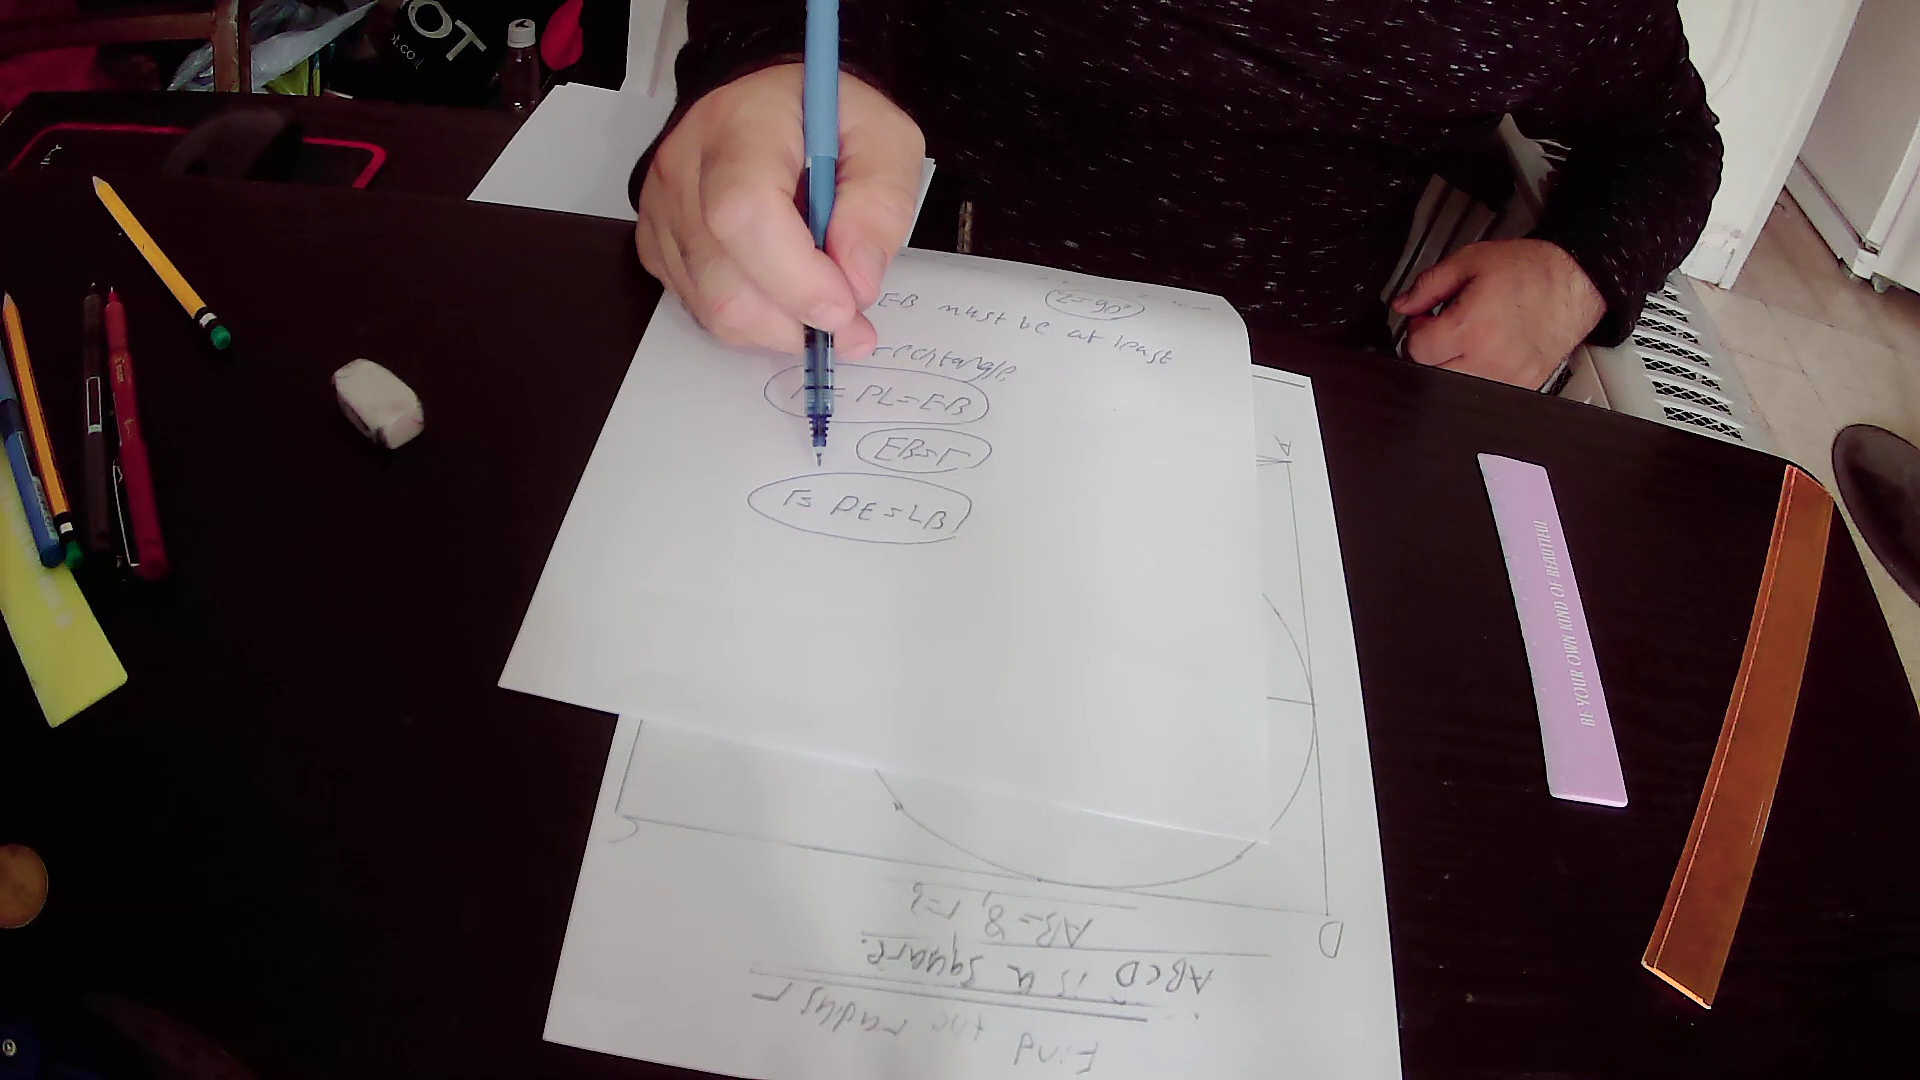 ∠=90°
EB must be at least
rectangle.
r= PL=EB
EB=r
r= PE=LB
A
D
AB=8, r=?
ABCD is a square.
Find the radius r
BE YOUR OWN KIND OF BEAUTIFUL
OT